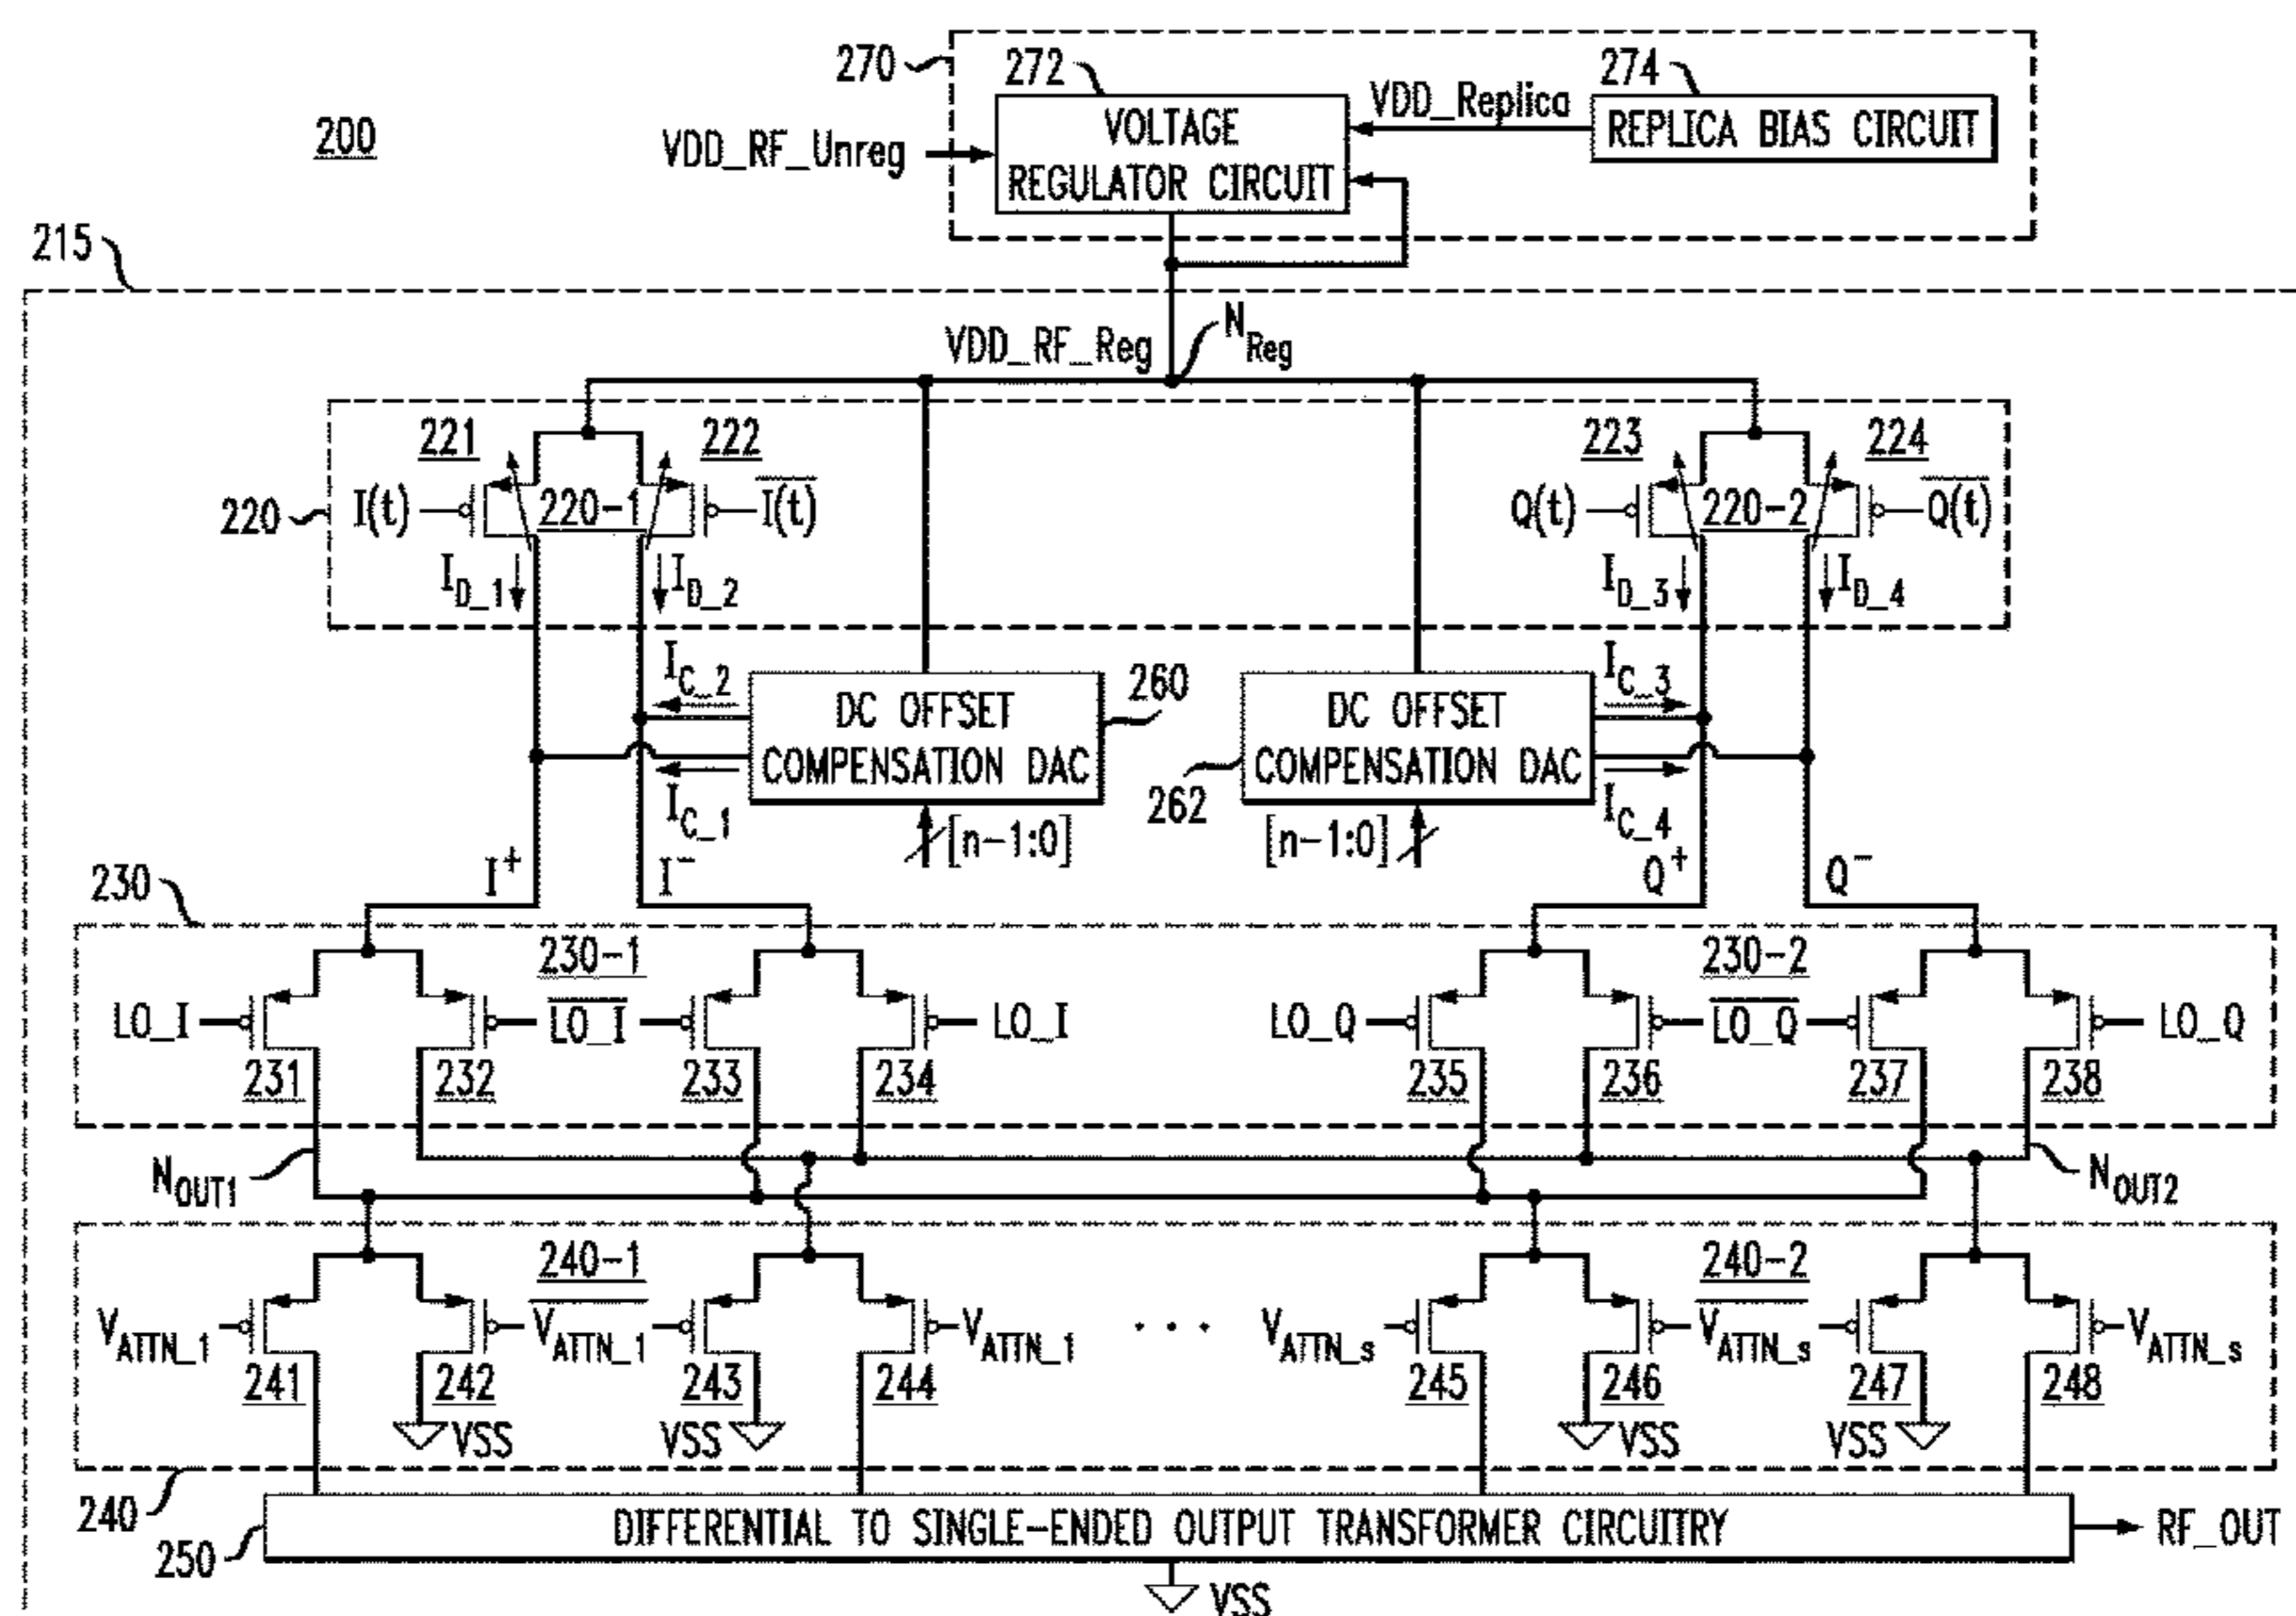 270
272
274
200
VDD_RF_Unreg
VOLTAGE
REGULATOR CIRCUIT
VDD_Replica
REPLICA BIAS CIRCUIT
215
VDD_RF_Reg
N_Reg
220
221
222
I(t)
220-1
I̅(̅t̅)̅
I_D_1
I_D_2
223
224
Q(t)
220-2
Q̅(̅t̅)̅
I_D_3
I_D_4
I_C_2
I_C_1
DC OFFSET
COMPENSATION DAC
260
[n-1:0]
262
DC OFFSET
COMPENSATION DAC
[n-1:0]
I_C_3
I_C_4
I⁺
I⁻
Q⁺
Q⁻
230
230-1
230-2
LO_I
L̅O̅_̅I̅
LO_I
LO_Q
L̅O̅_̅Q̅
LO_Q
231
232
233
234
235
236
237
238
N_OUT1
N_OUT2
240-1
240-2
V_ATTN_1
V̅_ATTN_1
V_ATTN_1
· · ·
V_ATTN_s
V̅_ATTN_s
V_ATTN_s
241
242
243
244
245
246
247
248
VSS
VSS
VSS
VSS
240
250
DIFFERENTIAL TO SINGLE-ENDED OUTPUT TRANSFORMER CIRCUITRY
RF_OUT
VSS